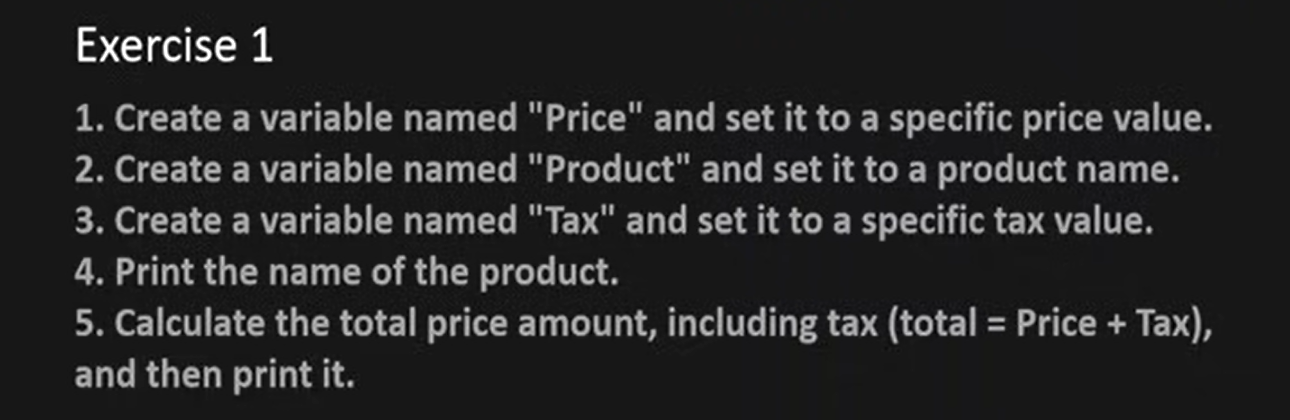 Exercise 1
1. Create a variable named "Price" and set it to a specific price value.
2. Create a variable named "Product" and set it to a product name.
3. Create a variable named "Tax" and set it to a specific tax value.
4. Print the name of the product.
5. Calculate the total price amount, including tax (total = Price + Tax),
and then print it.